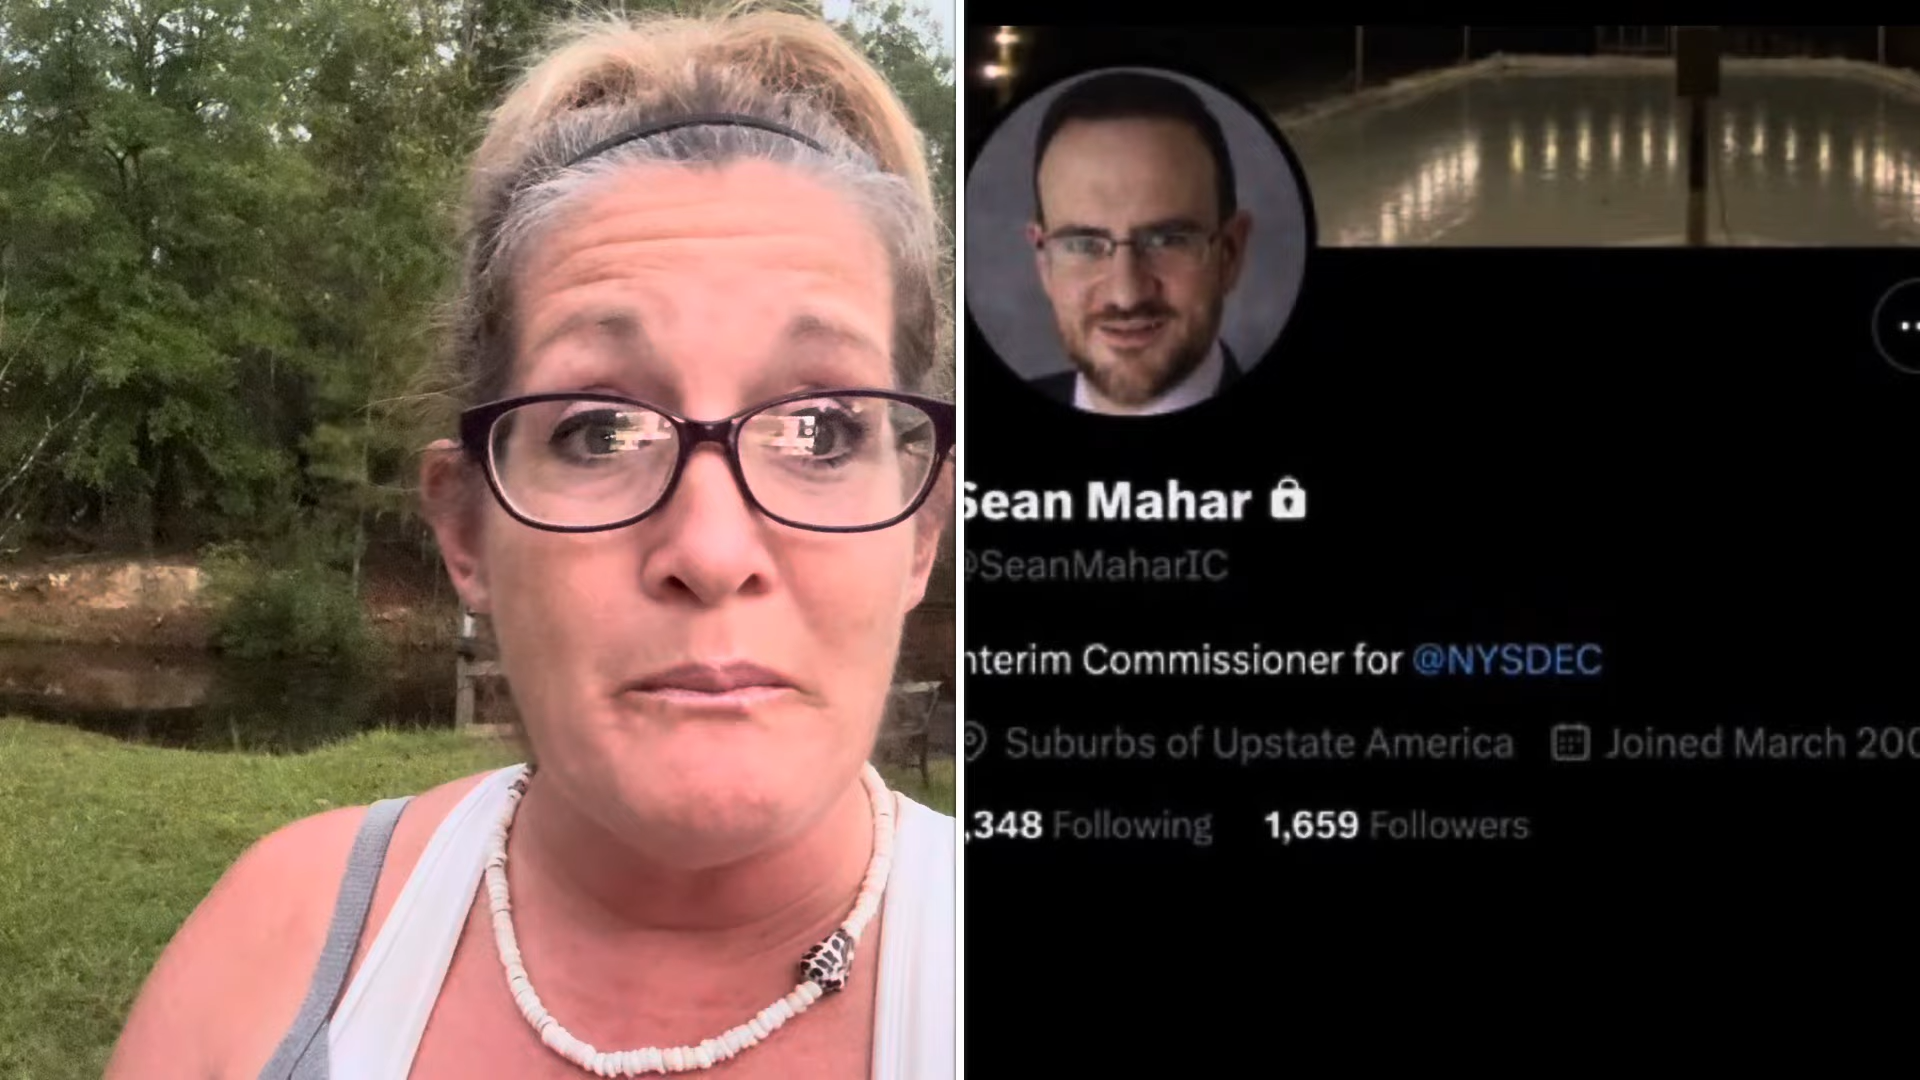 Sean Mahar
@SeanMaharIC
nterim Commissioner for @NYSDEC
Suburbs of Upstate America Joined March 200
,348 Following 1,659 Followers